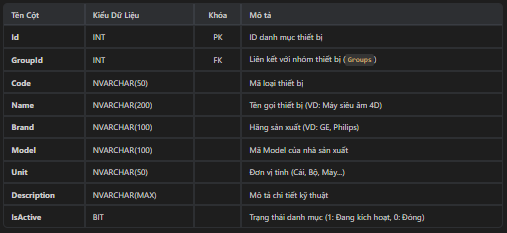 Tên Cột Kiểu Dữ Liệu Khóa Mô tả
Id INT PK ID danh mục thiết bị
GroupId INT FK Liên kết với nhóm thiết bị (Groups)
Code NVARCHAR(50) Mã loại thiết bị
Name NVARCHAR(200) Tên gọi thiết bị (VD: Máy siêu âm 4D)
Brand NVARCHAR(100) Hãng sản xuất (VD: GE, Philips)
Model NVARCHAR(100) Mã Model của nhà sản xuất
Unit NVARCHAR(50) Đơn vị tính (Cái, Bộ, Máy...)
Description NVARCHAR(MAX) Mô tả chi tiết kỹ thuật
IsActive BIT Trạng thái danh mục (1: Đang kích hoạt, 0: Đóng)